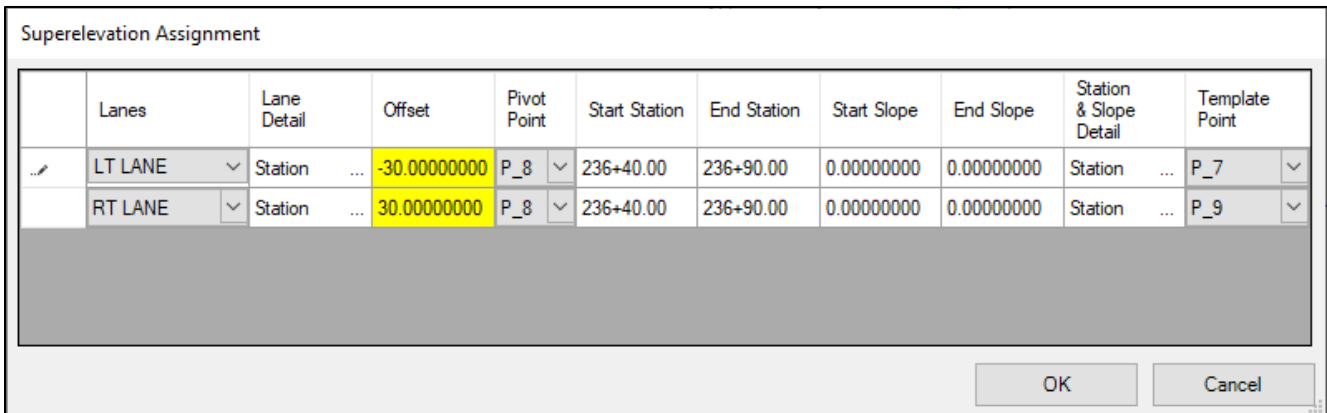 Superelevation Assignment
Lanes Lane Detail Offset Pivot Point Start Station End Station Start Slope End Slope Station & Slope Detail Template Point
LT LANE Station ... -30.00000000 P_8 236+40.00 236+90.00 0.00000000 0.00000000 Station ... P_7
RT LANE Station ... 30.00000000 P_8 236+40.00 236+90.00 0.00000000 0.00000000 Station ... P_9
OK Cancel